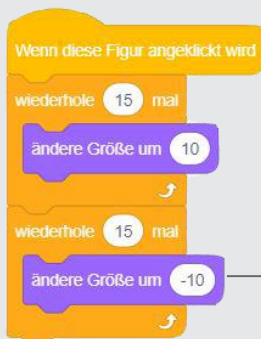 Wenn diese Figur angeklickt wird
wiederhole 15 mal
ändere Größe um 10
wiederhole 15 mal
ändere Größe um -10